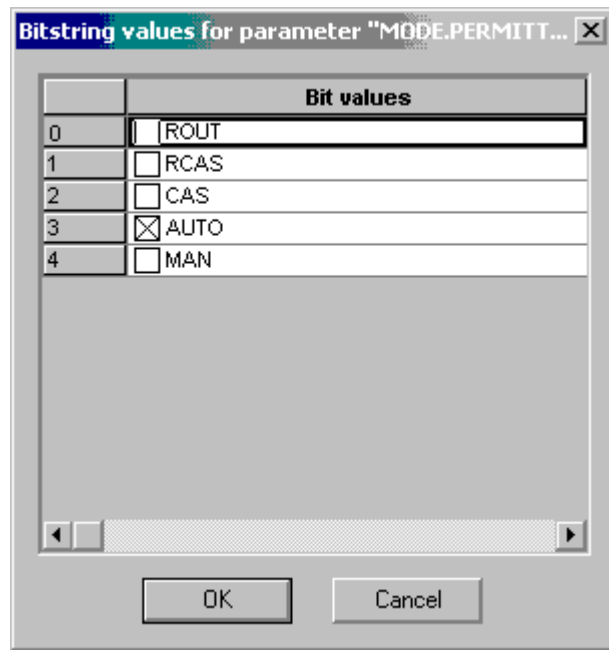 Bitstring values for parameter "MODE.PERMITT...
Bit values
0 ROUT
1 RCAS
2 CAS
3 AUTO
4 MAN
OK Cancel